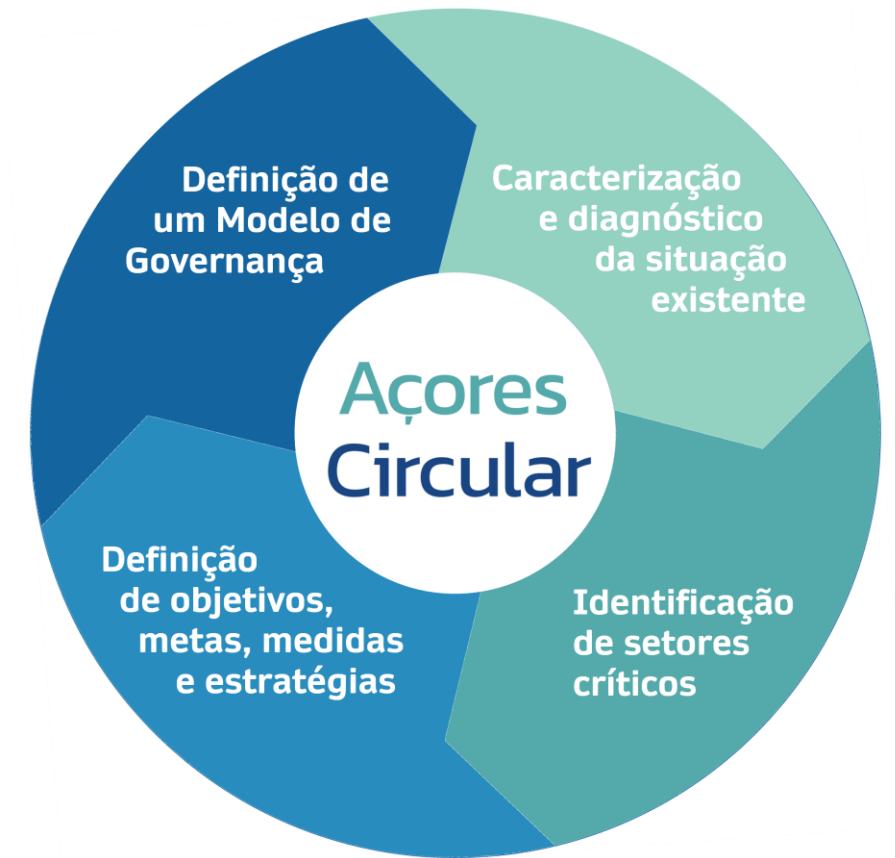 Definição de
um Modelo de
Governança
Caracterização
e diagnóstico
da situação
existente
Açores
Circular
Definição
de objetivos,
metas, medidas
e estratégias
Identificação
de setores
críticos